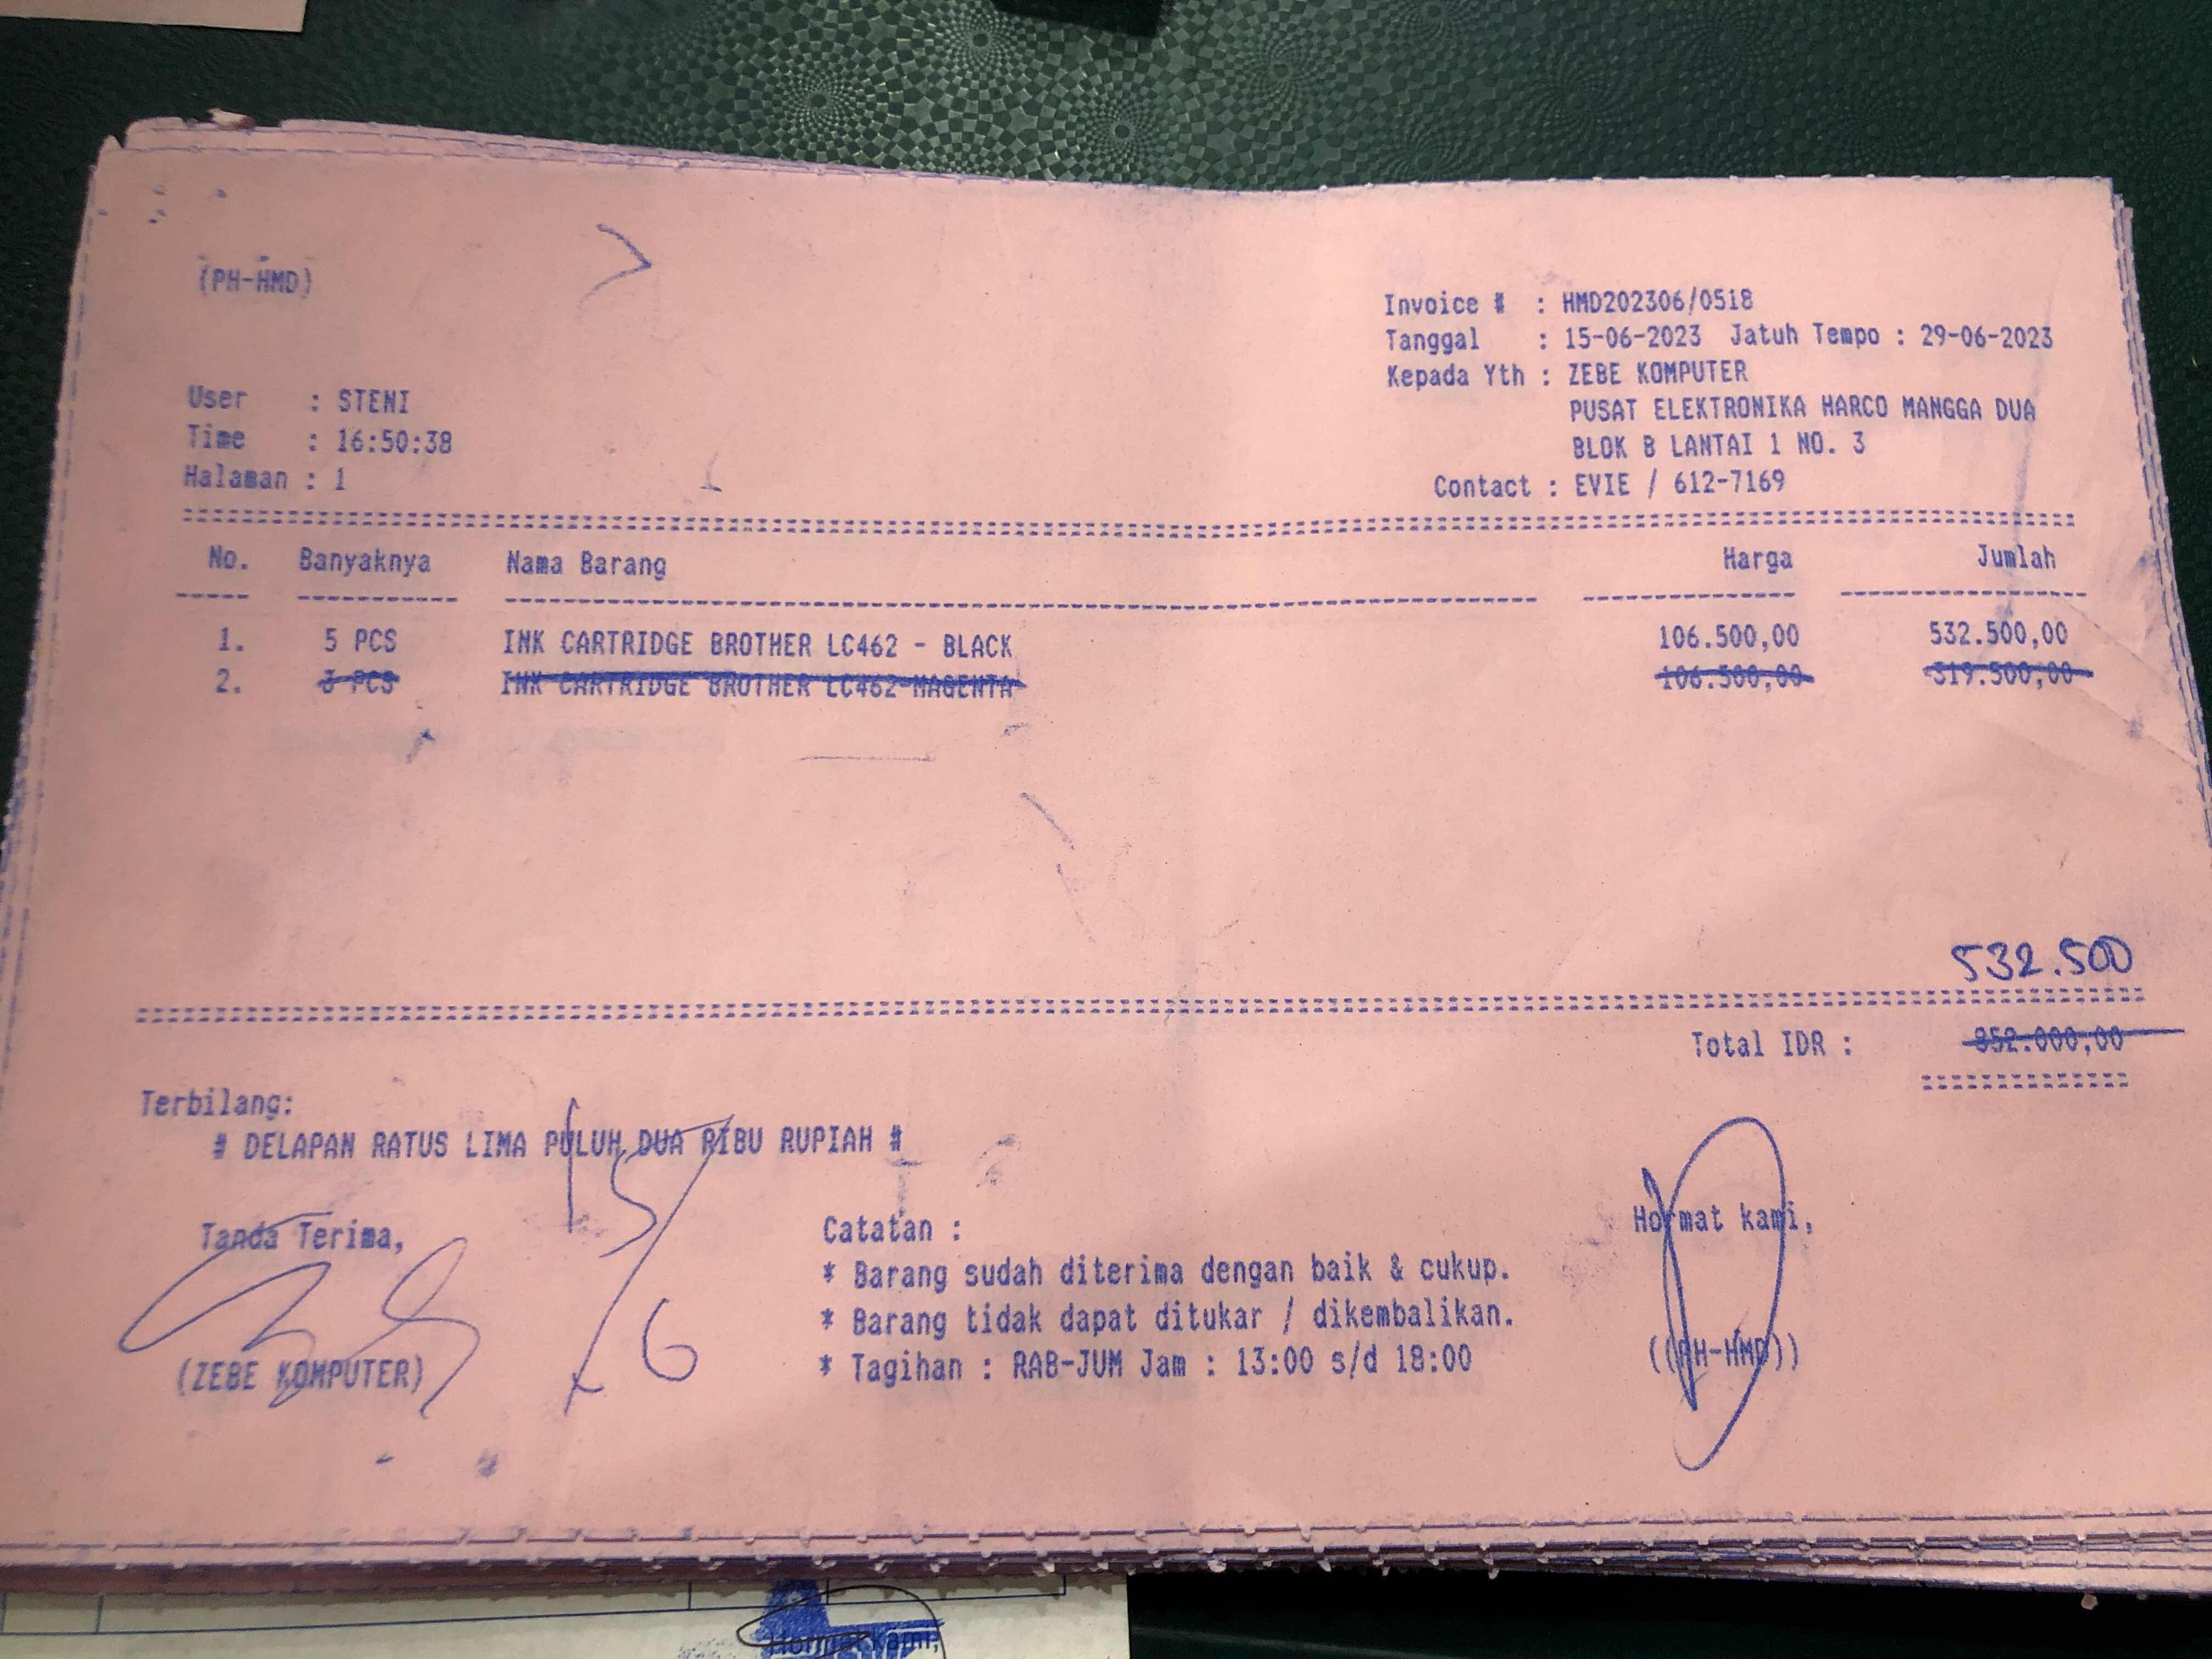 (PH-HMD)
Invoice # : HMD202306/0518
Tanggal : 15-06-2023 Jatuh Tempo : 29-06-2023
Kepada Yth : ZEBE KOMPUTER
PUSAT ELEKTRONIKA HARCO MANGGA DUA
BLOK B LANTAI 1 NO. 3
Contact : EVIE / 612-7169
User : STENI
Time : 16:50:38
Halaman : 1
No. Banyaknya Nama Barang Harga Jumlah
1. 5 PCS INK CARTRIDGE BROTHER LC462 - BLACK 106.500,00 532.500,00
2. 3 PCS INK CARTRIDGE BROTHER LC462-MAGENTA 106.500,00 319.500,00
532.500
Total IDR : 852.000,00
Terbilang:
# DELAPAN RATUS LIMA PULUH DUA RIBU RUPIAH #
15/6
Tanda Terima,
(ZEBE KOMPUTER)
Catatan :
* Barang sudah diterima dengan baik & cukup.
* Barang tidak dapat ditukar / dikembalikan.
* Tagihan : RAB-JUM Jam : 13:00 s/d 18:00
Hormat kami,
((PH-HMD))
Hormat kami,